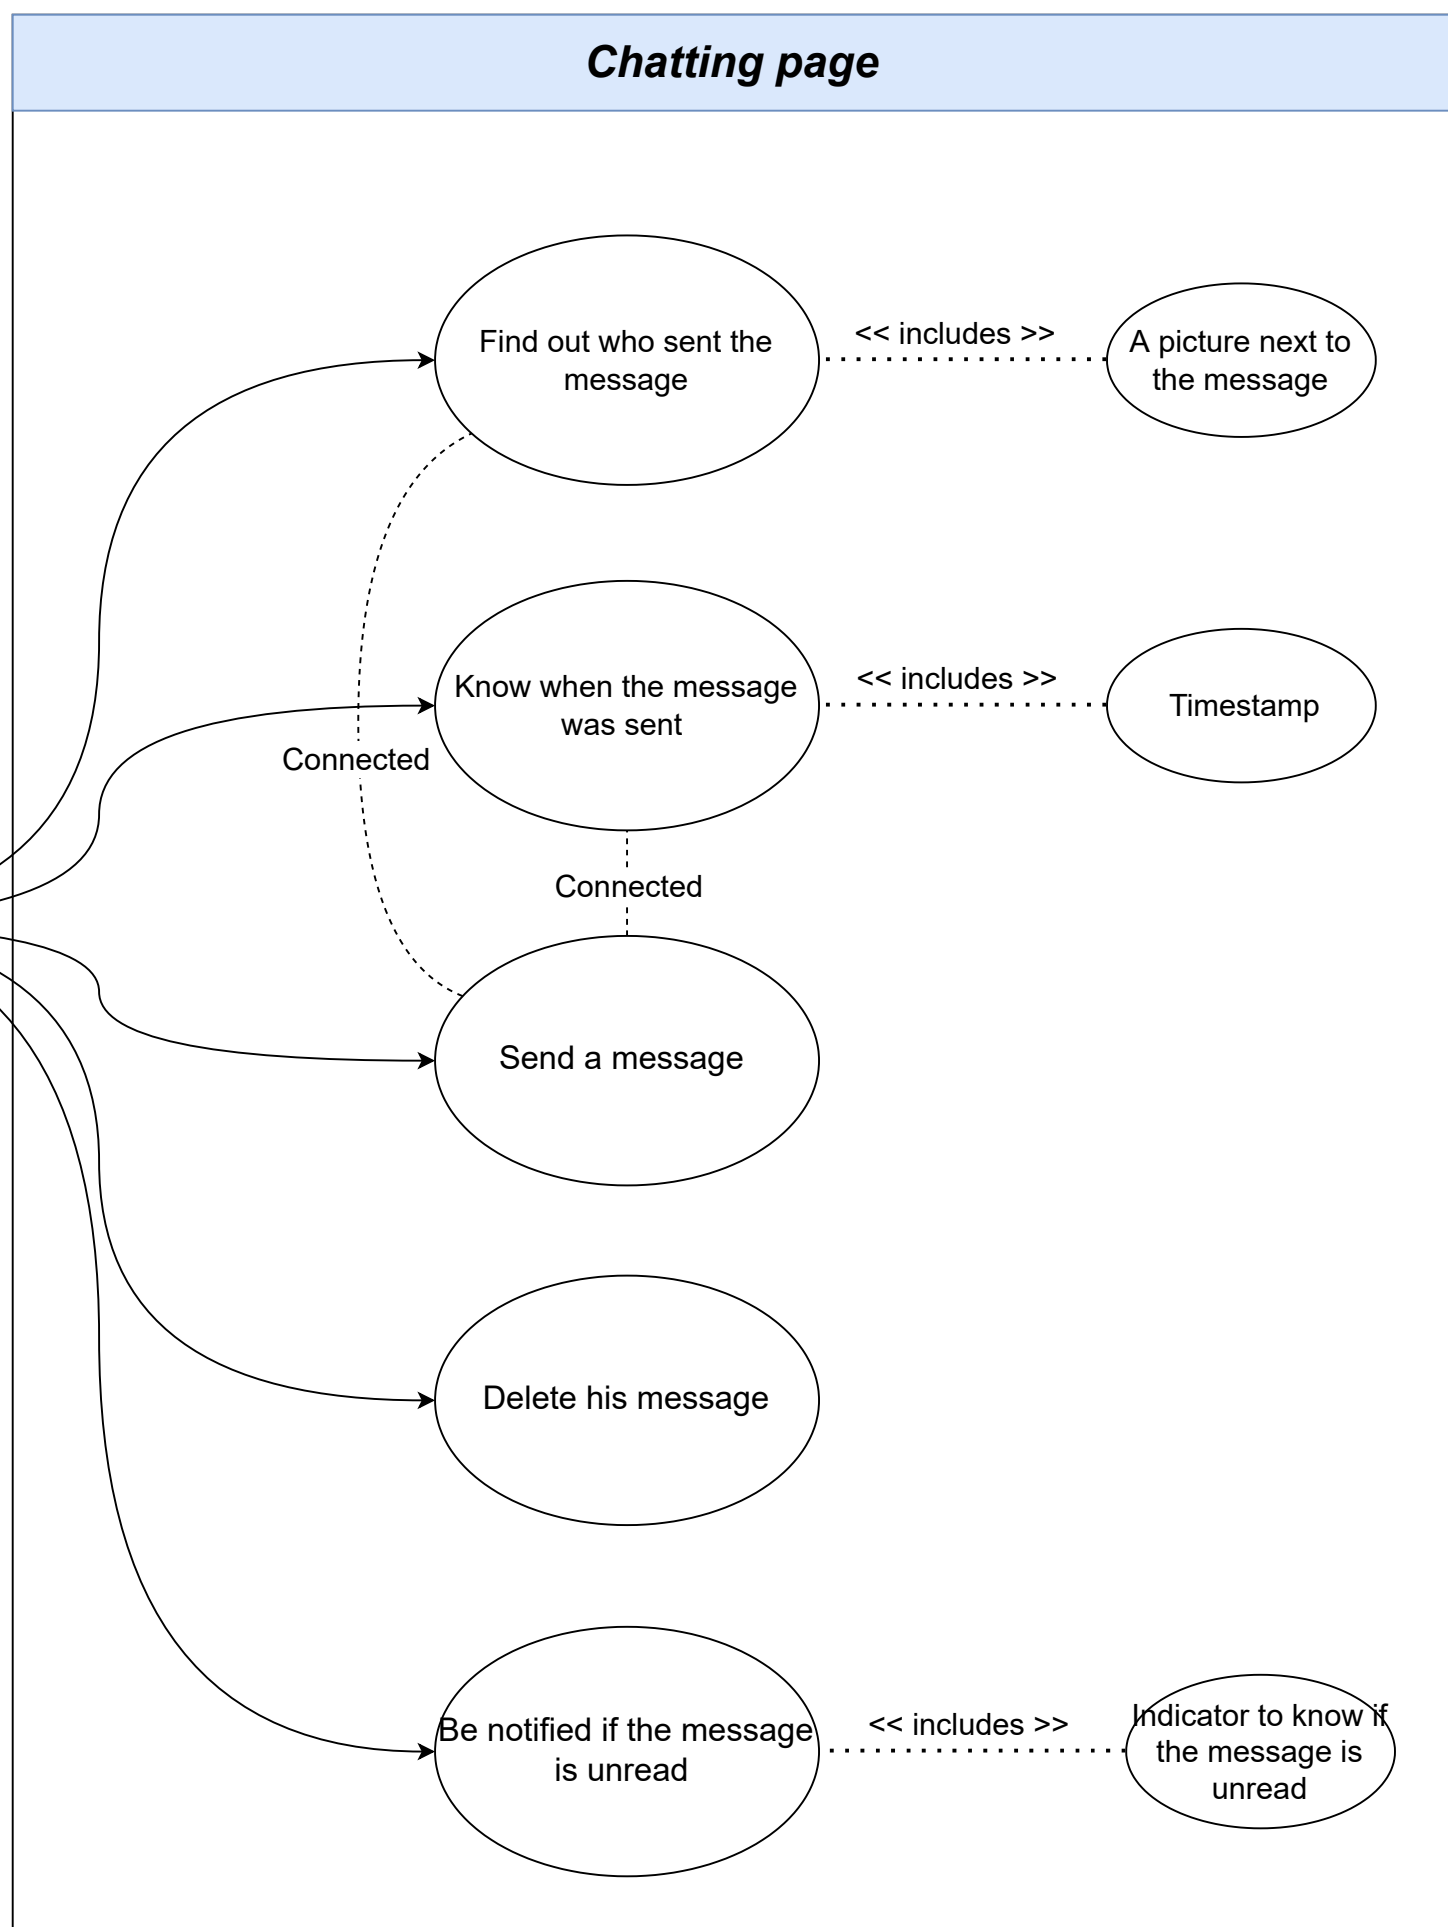 Chatting page
Find out who sent the
message
<< includes >>
A picture next to
the message
Know when the message
was sent
<< includes >>
Timestamp
Connected
Connected
Send a message
Delete his message
Be notified if the message
is unread
<< includes >>
Indicator to know if
the message is
unread